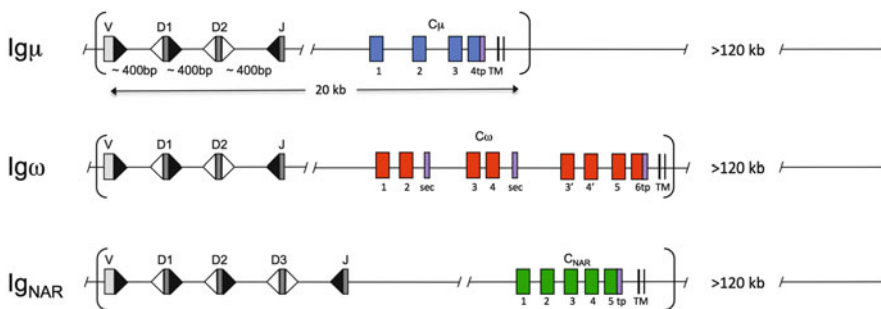 V D1 D2 J Cμ
Igμ >120 kb
~ 400bp ~ 400bp ~ 400bp 1 2 3 4tp TM
20 kb
V D1 D2 J Cω
Igω >120 kb
1 2 sec 3 4 sec 3' 4' 5 6tp TM
V D1 D2 D3 J CNAR
IgNAR >120 kb
1 2 3 4 5 tp TM